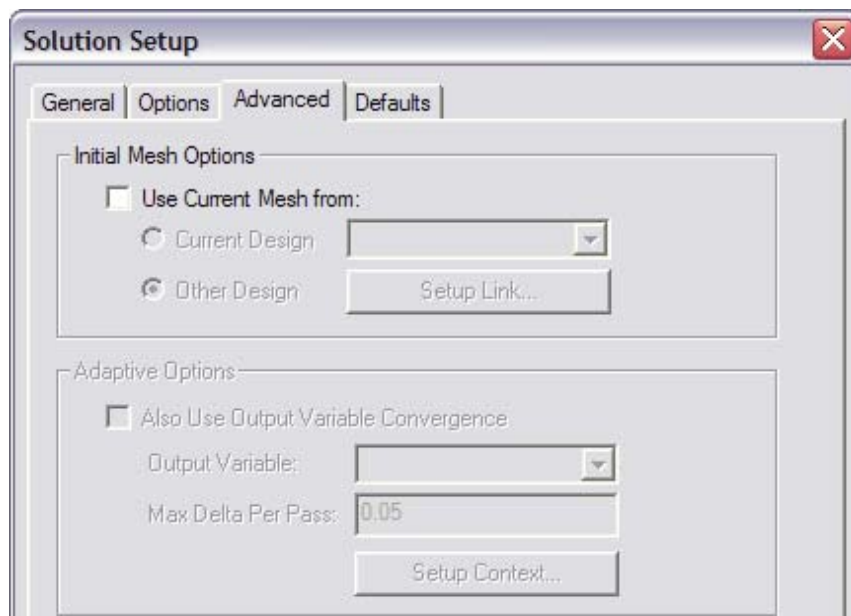 Solution Setup
General Options Advanced Defaults
Initial Mesh Options
Use Current Mesh from:
Current Design
Other Design Setup Link...
Adaptive Options
Also Use Output Variable Convergence
Output Variable:
Max Delta Per Pass: 0.05
Setup Context...